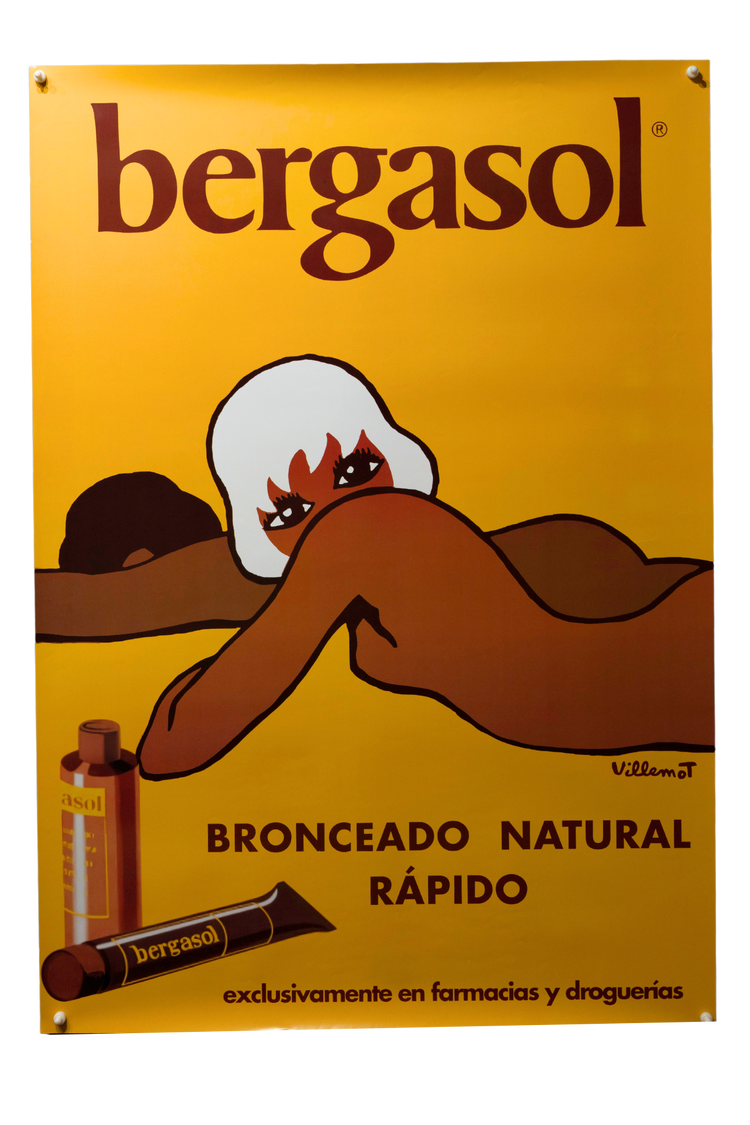 bergasol®
VillemoT
BRONCEADO NATURAL
RÁPIDO
asol
bergasol
exclusivamente en farmacias y droguerías